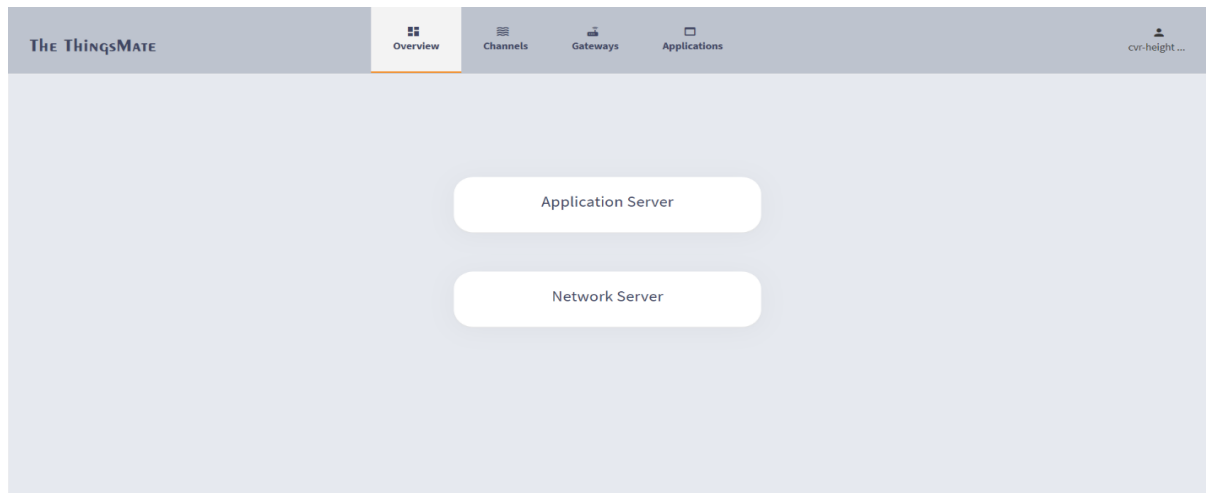 The ThingsMate
Overview
Channels
Gateways
Applications
cvr-height ...
Application Server
Network Server